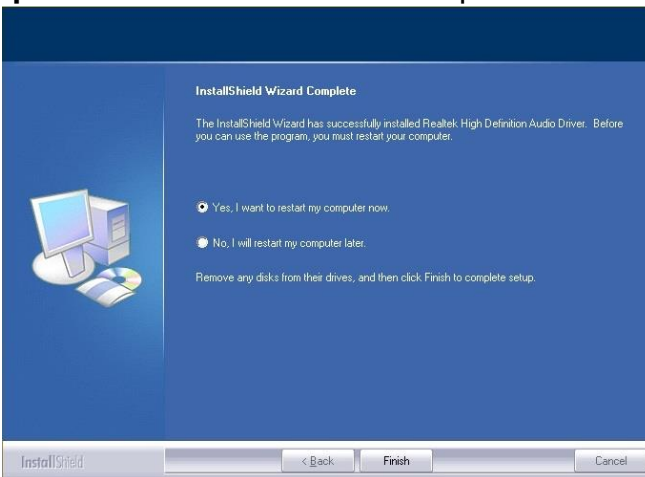 InstallShield Wizard Complete
The InstallShield Wizard has successfully installed Realtek High Definition Audio Driver. Before
you can use the program, you must restart your computer.
Yes, I want to restart my computer now.
No, I will restart my computer later.
Remove any disks from their drives, and then click Finish to complete setup.
InstallShield
< Back
Finish
Cancel